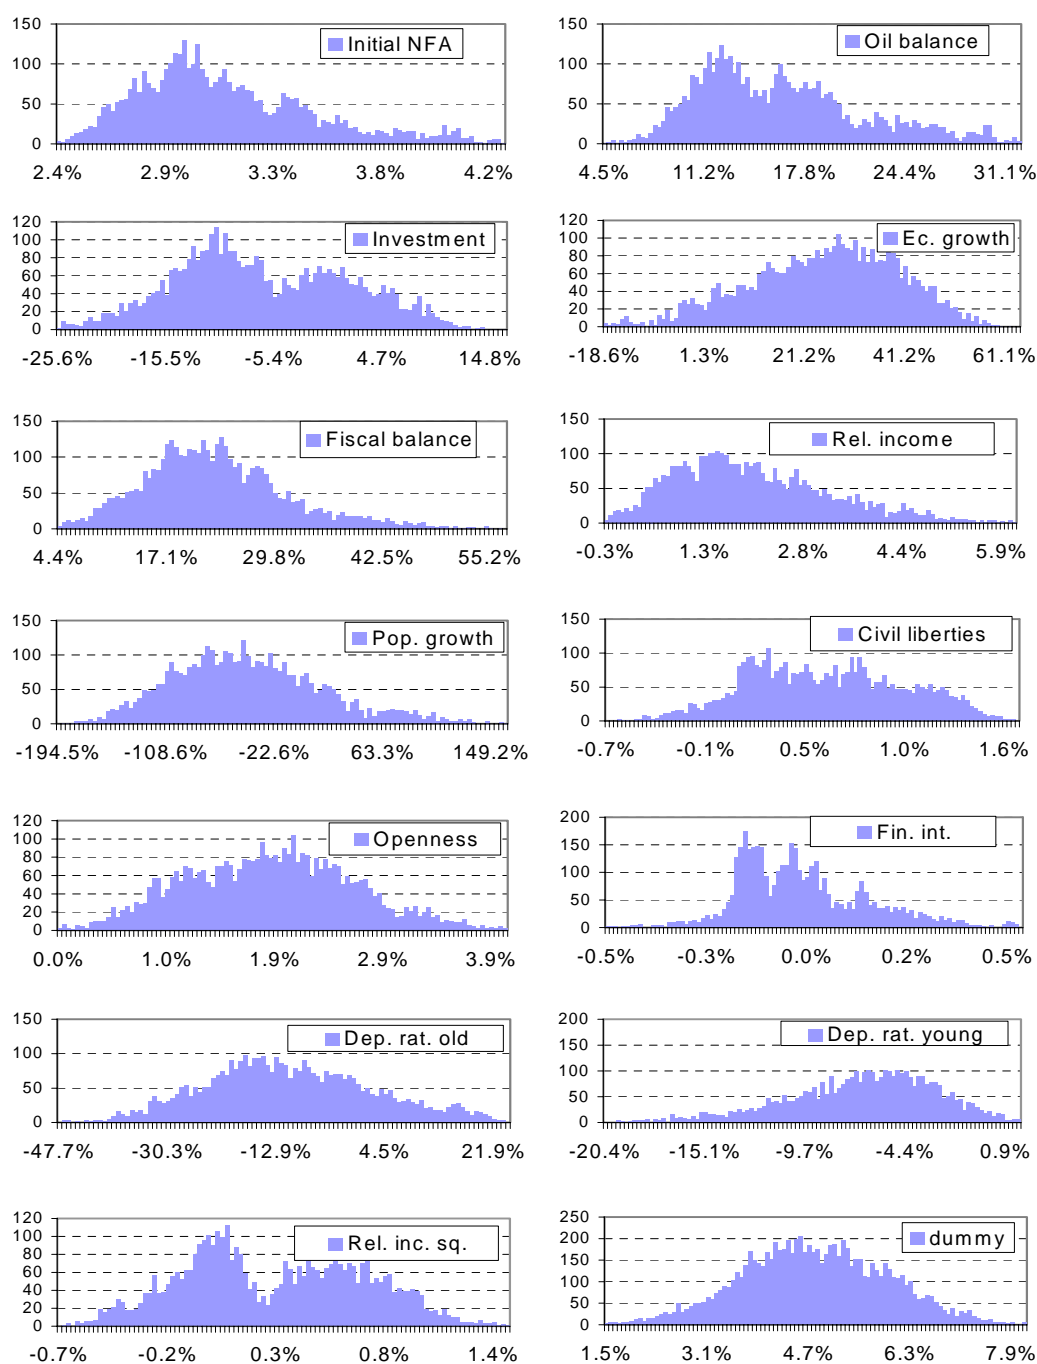 Initial NFA
150
100
50
0
2.4% 2.9% 3.3% 3.8% 4.2%
Oil balance
150
100
50
0
4.5% 11.2% 17.8% 24.4% 31.1%
Investment
120
100
80
60
40
20
0
-25.6% -15.5% -5.4% 4.7% 14.8%
Ec. growth
120
100
80
60
40
20
0
-18.6% 1.3% 21.2% 41.2% 61.1%
Fiscal balance
150
100
50
0
4.4% 17.1% 29.8% 42.5% 55.2%
Rel. income
150
100
50
0
-0.3% 1.3% 2.8% 4.4% 5.9%
Pop. growth
150
100
50
0
-194.5% -108.6% -22.6% 63.3% 149.2%
Civil liberties
150
100
50
0
-0.7% -0.1% 0.5% 1.0% 1.6%
Openness
120
100
80
60
40
20
0
0.0% 1.0% 1.9% 2.9% 3.9%
Fin. int.
200
150
100
50
0
-0.5% -0.3% 0.0% 0.2% 0.5%
Dep. rat. old
150
100
50
0
-47.7% -30.3% -12.9% 4.5% 21.9%
Dep. rat. young
200
150
100
50
0
-20.4% -15.1% -9.7% -4.4% 0.9%
Rel. inc. sq.
120
100
80
60
40
20
0
-0.7% -0.2% 0.3% 0.8% 1.4%
dummy
250
200
150
100
50
0
1.5% 3.1% 4.7% 6.3% 7.9%